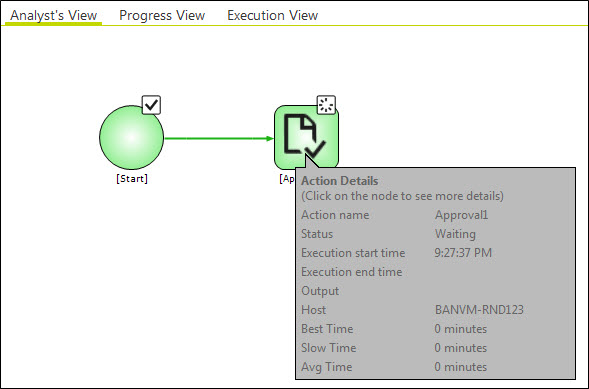 Analyst's View Progress View Execution View
[Start]
[Ap
Action Details
(Click on the node to see more details)
Action name Approval1
Status Waiting
Execution start time 9:27:37 PM
Execution end time
Output
Host BANVM-RND123
Best Time 0 minutes
Slow Time 0 minutes
Avg Time 0 minutes